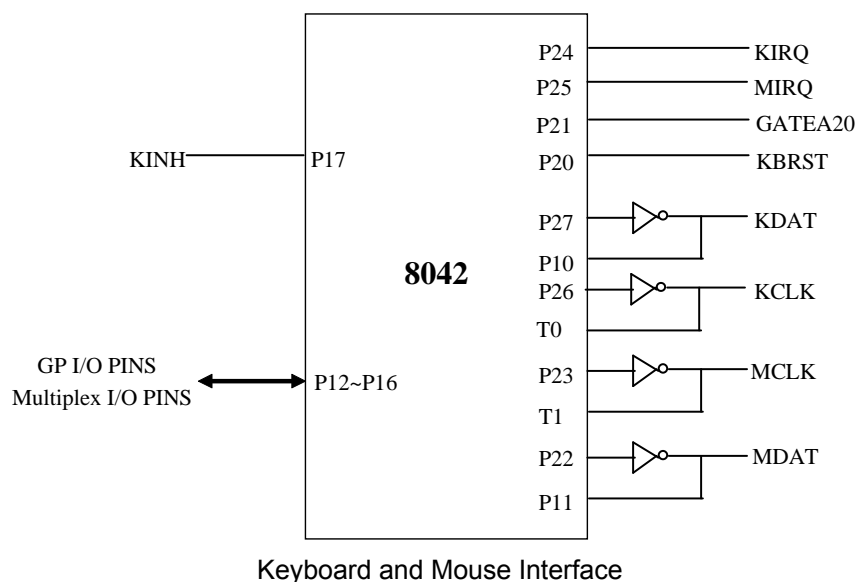 P24 KIRQ
P25 MIRQ
P21 GATEA20
KINH P17 P20 KBRST
P27 KDAT
8042
P10
P26 KCLK
T0
GP I/O PINS
Multiplex I/O PINS
P12~P16
P23 MCLK
T1
P22 MDAT
P11
Keyboard and Mouse Interface